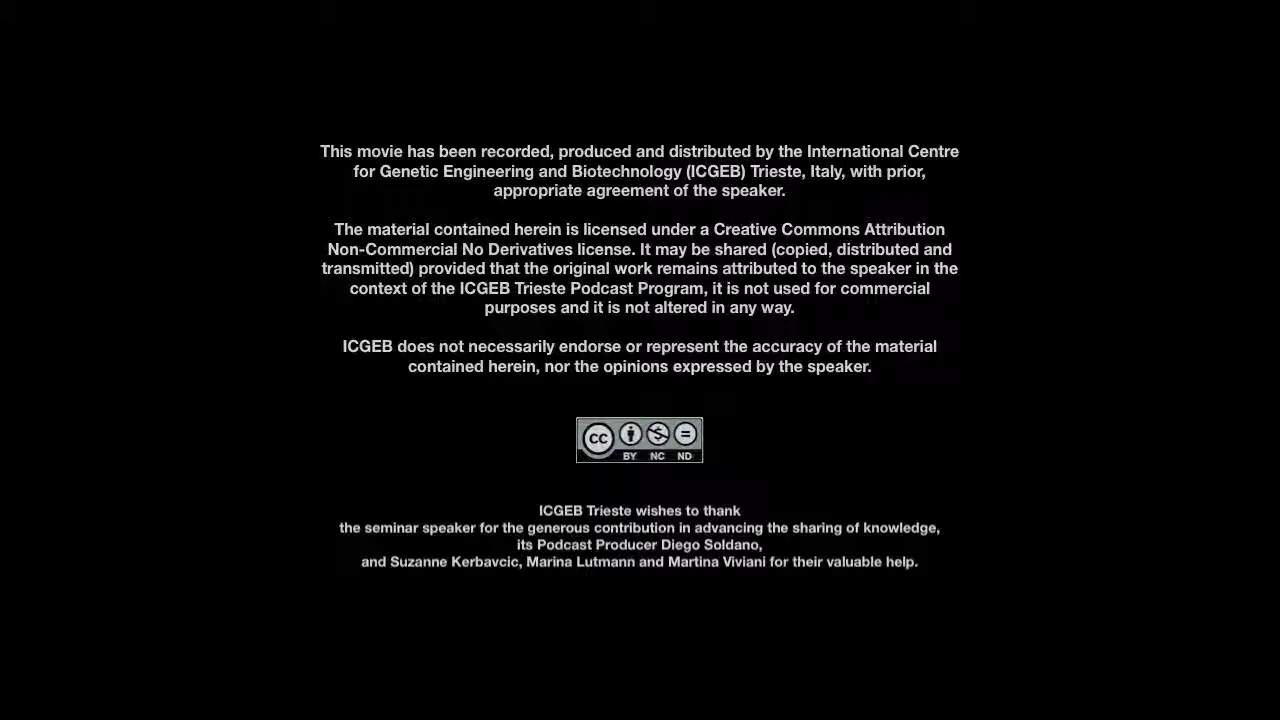 This movie has been recorded, produced and distributed by the International Centre
for Genetic Engineering and Biotechnology (ICGEB) Trieste, Italy, with prior,
appropriate agreement of the speaker.
The material contained herein is licensed under a Creative Commons Attribution
Non-Commercial No Derivatives license. It may be shared (copied, distributed and
transmitted) provided that the original work remains attributed to the speaker in the
context of the ICGEB Trieste Podcast Program, it is not used for commercial
purposes and it is not altered in any way.
ICGEB does not necessarily endorse or represent the accuracy of the material
contained herein, nor the opinions expressed by the speaker.
CC
BY NC ND
ICGEB Trieste wishes to thank
the seminar speaker for the generous contribution in advancing the sharing of knowledge,
its Podcast Producer Diego Soldano,
and Suzanne Kerbavcic, Marina Lutmann and Martina Viviani for their valuable help.